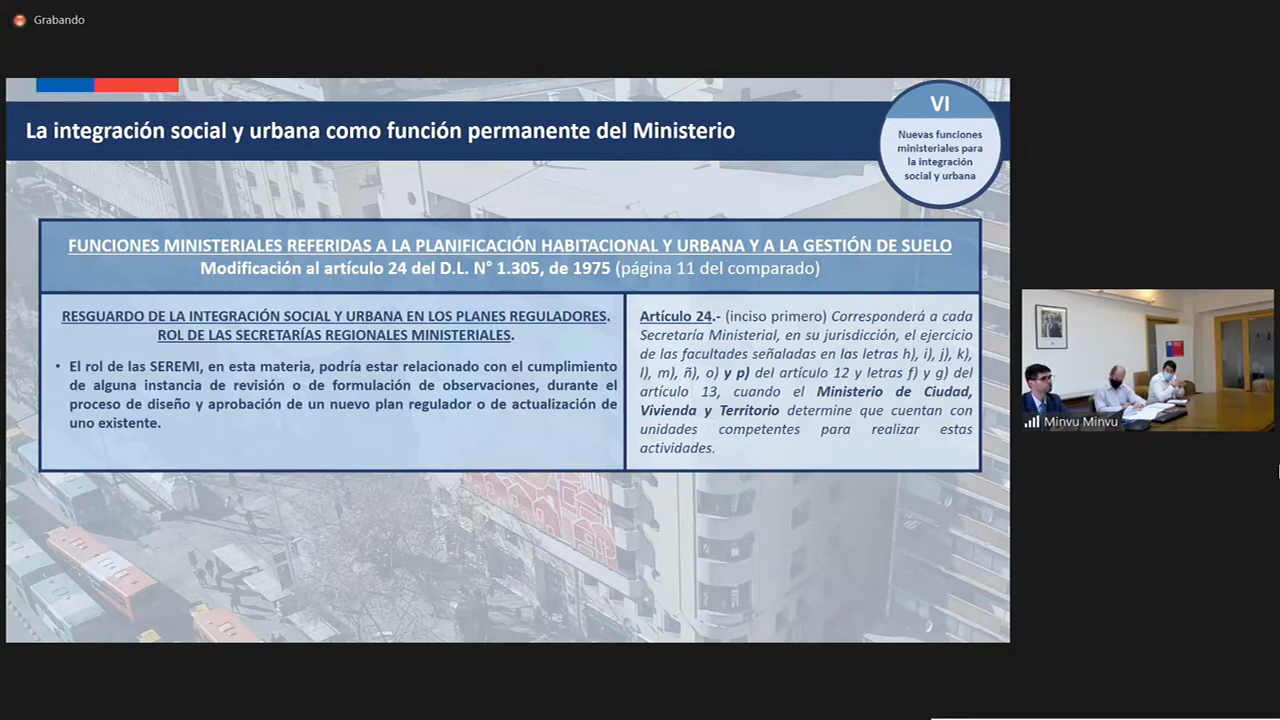 Grabando
La integración social y urbana como función permanente del Ministerio
VI
Nuevas funciones
ministeriales para
la integración
social y urbana
FUNCIONES MINISTERIALES REFERIDAS A LA PLANIFICACIÓN HABITACIONAL Y URBANA Y A LA GESTIÓN DE SUELO
Modificación al artículo 24 del D.L. N° 1.305, de 1975 (página 11 del comparado)
RESGUARDO DE LA INTEGRACIÓN SOCIAL Y URBANA EN LOS PLANES REGULADORES.
ROL DE LAS SECRETARÍAS REGIONALES MINISTERIALES.
• El rol de las SEREMI, en esta materia, podría estar relacionado con el cumplimiento
de alguna instancia de revisión o de formulación de observaciones, durante el
proceso de diseño y aprobación de un nuevo plan regulador o de actualización de
uno existente.
Artículo 24.- (inciso primero) Corresponderá a cada
Secretaría Ministerial, en su jurisdicción, el ejercicio
de las facultades señaladas en las letras h), i), j), k),
l), m), ñ), o) y p) del artículo 12 y letras f) y g) del
artículo 13, cuando el Ministerio de Ciudad,
Vivienda y Territorio determine que cuentan con
unidades competentes para realizar estas
actividades.
Minvu Minvu